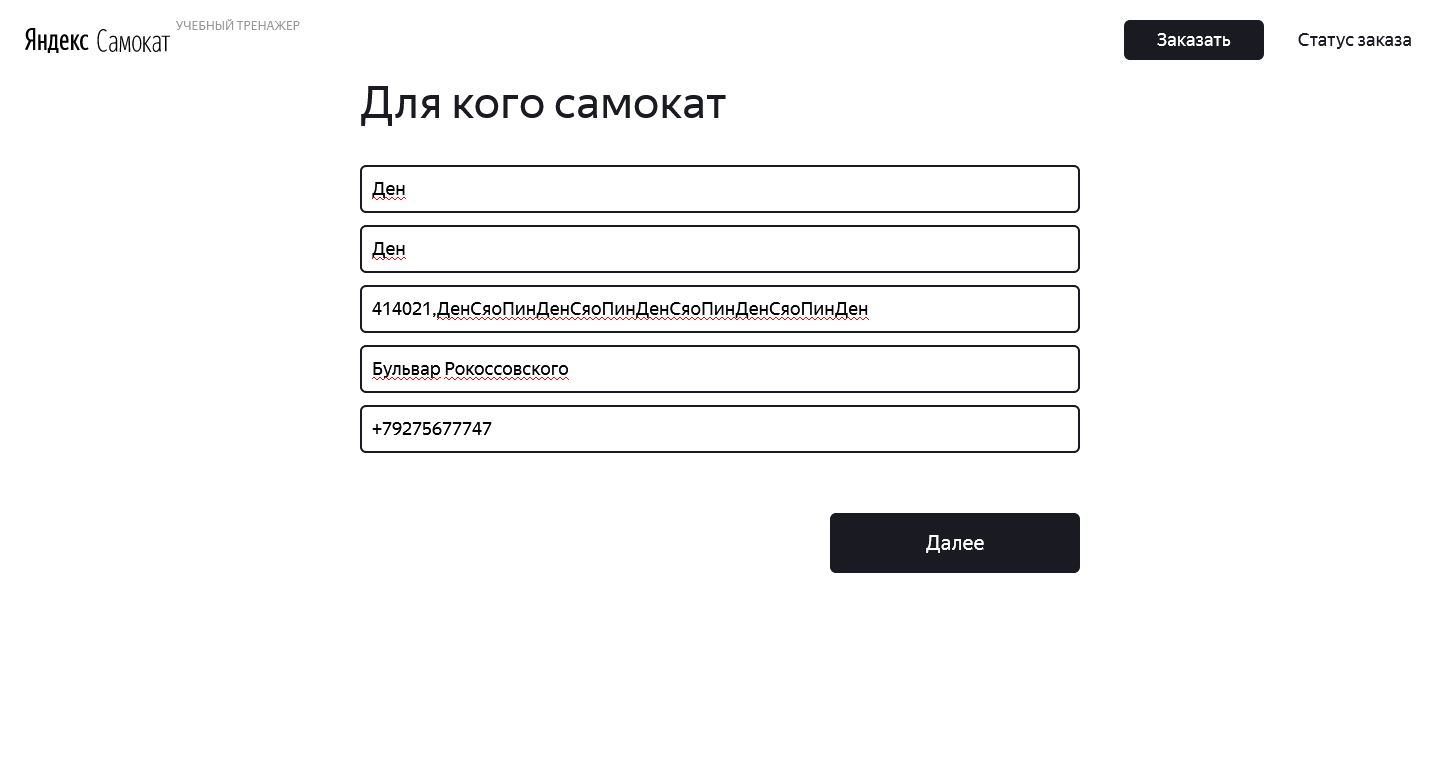 Яндекс Самокат УЧЕБНЫЙ ТРЕНАЖЕР
Заказать Статус заказа
Для кого самокат
Ден
Ден
414021,ДенСяоПинДенСяоПинДенСяоПинДенСяоПинДен
Бульвар Рокоссовского
+79275677747
Далее